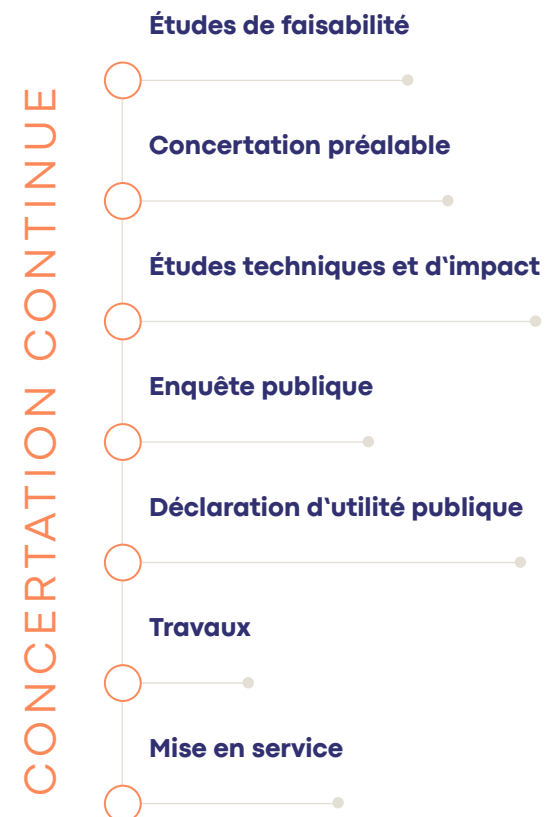 CONCERTATION CONTINUE
Études de faisabilité
Concertation préalable
Études techniques et d‘impact
Enquête publique
Déclaration d‘utilité publique
Travaux
Mise en service